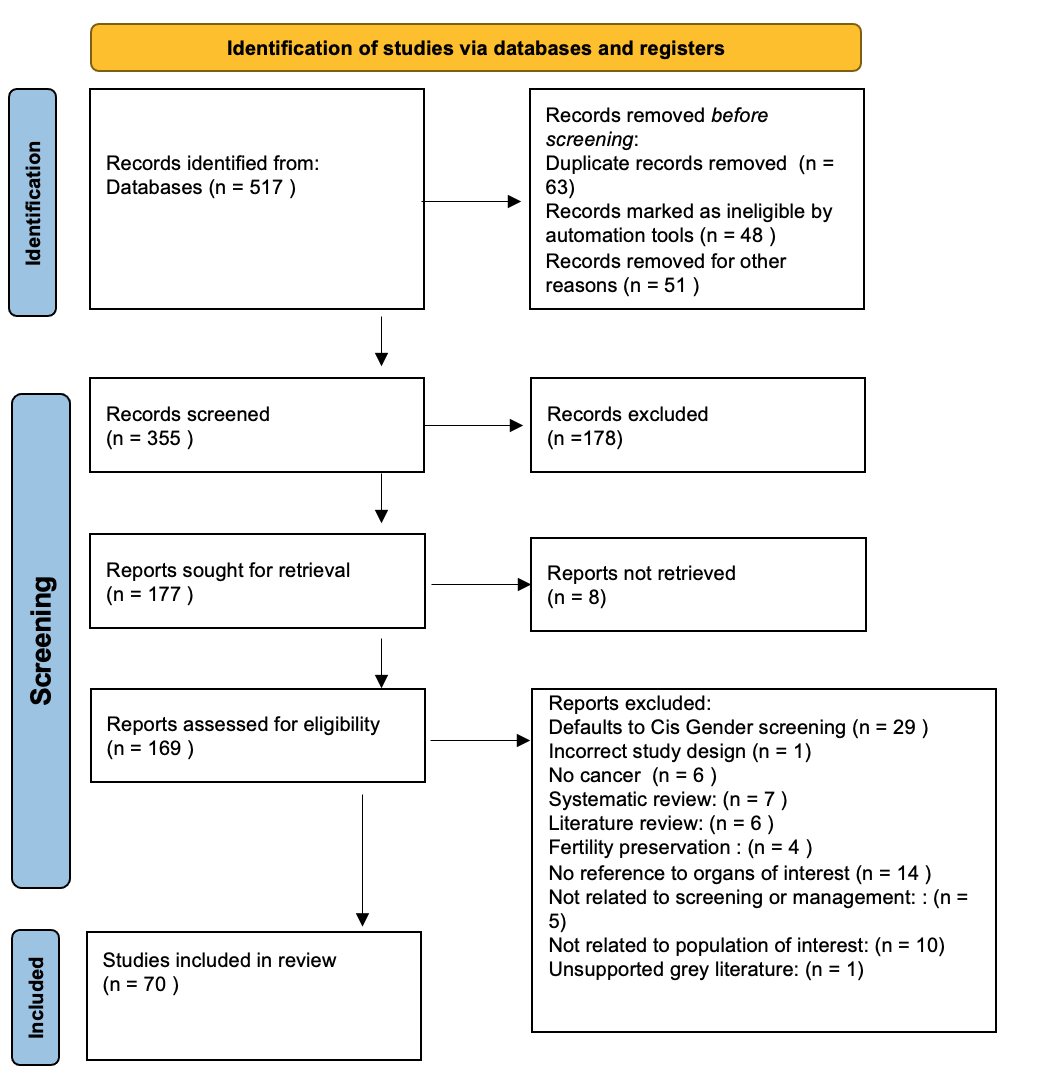 Identification of studies via databases and registers
Identification
Records identified from:
Databases (n = 517 )
Records removed before
screening:
Duplicate records removed  (n =
63)
Records marked as ineligible by
automation tools (n = 48 )
Records removed for other
reasons (n = 51 )
Screening
Records screened
(n = 355 )
Records excluded
(n =178)
Reports sought for retrieval
(n = 177 )
Reports not retrieved
(n = 8)
Reports assessed for eligibility
(n = 169 )
Reports excluded:
Defaults to Cis Gender screening (n = 29 )
Incorrect study design (n = 1)
No cancer  (n = 6 )
Systematic review: (n = 7 )
Literature review: (n = 6 )
Fertility preservation : (n = 4 )
No reference to organs of interest (n = 14 )
Not related to screening or management: : (n =
5)
Not related to population of interest: (n = 10)
Unsupported grey literature: (n = 1)
Included
Studies included in review
(n = 70 )